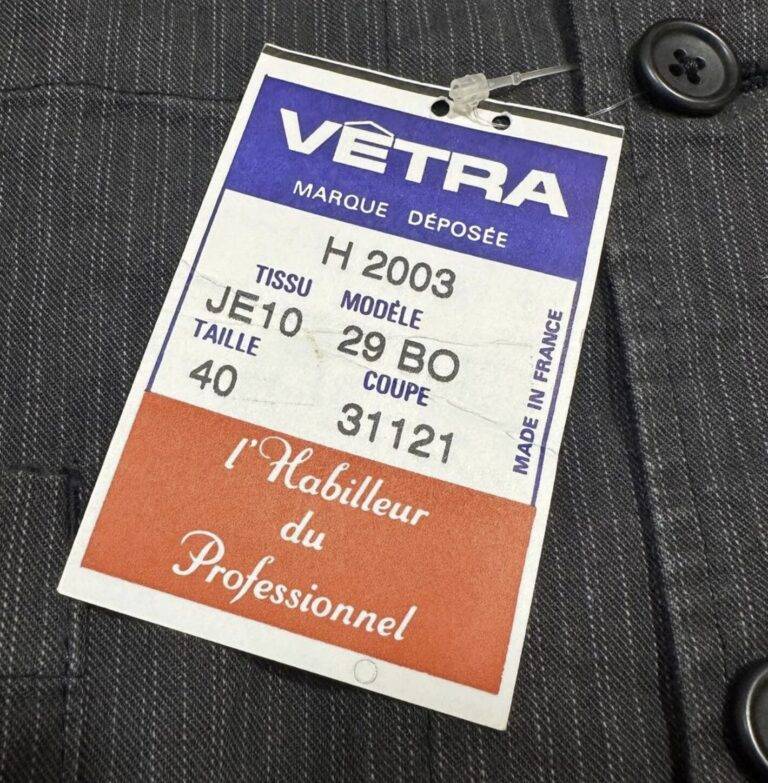 VÊTRA
MARQUE DÉPOSÉE
H 2003
TISSU MODÈLE
JE10 29 BO
TAILLE COUPE
40 31121
MADE IN FRANCE
l'Habilleur
du
Professionnel